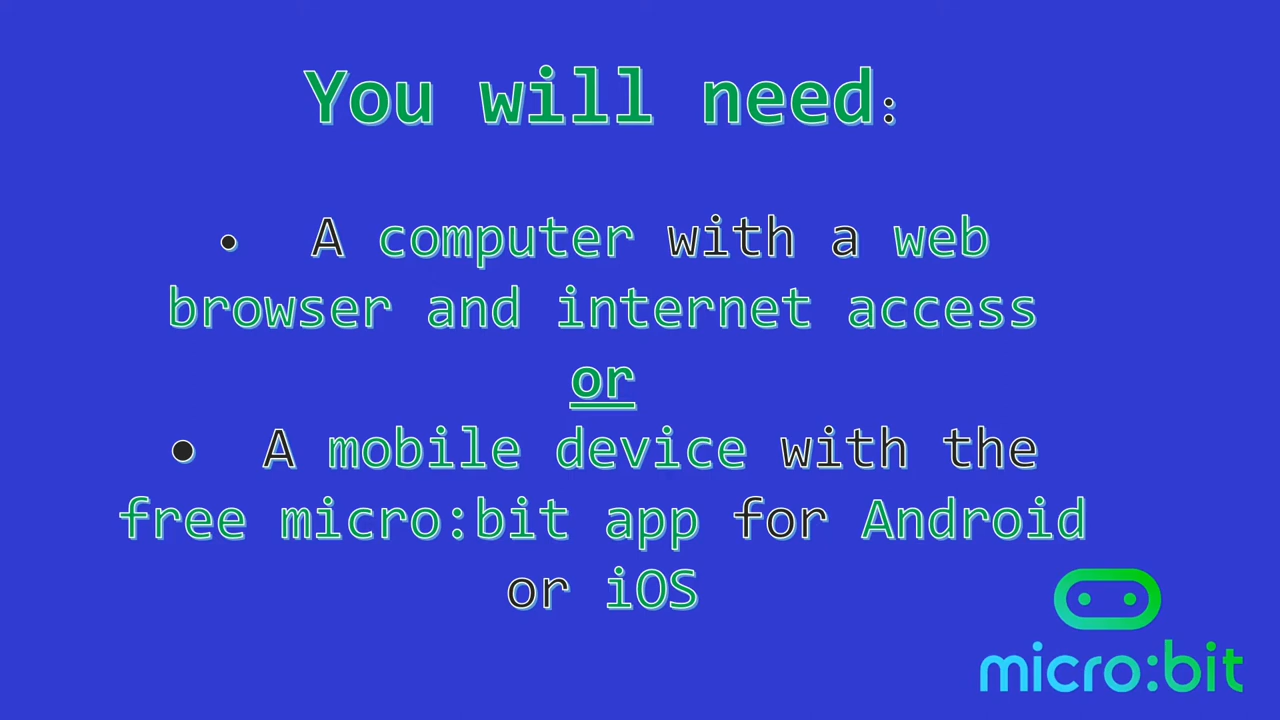 You will need:
• A computer with a web
browser and internet access
or
• A mobile device with the
free micro:bit app for Android
or iOS
micro:bit